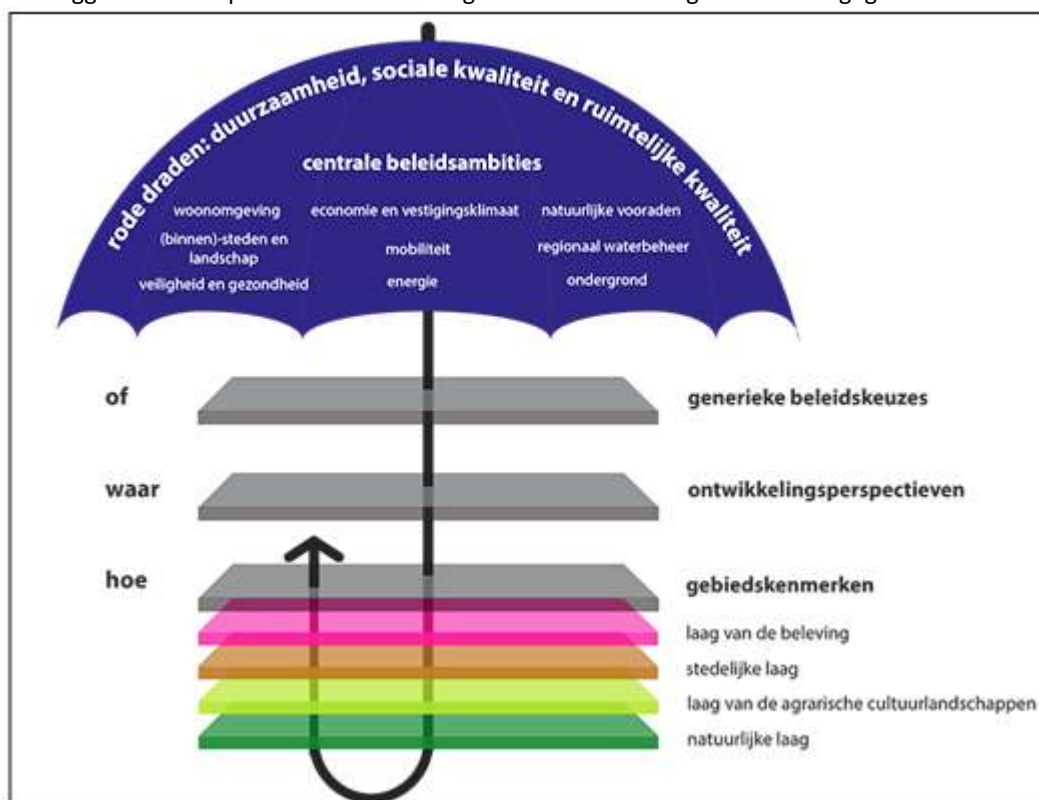 rode draden: duurzaamheid, sociale kwaliteit en ruimtelijke kwaliteit
centrale beleidsambities
woonomgeving
economie en vestigingsklimaat
natuurlijke vooraden
(binnen)-steden en
landschap
mobiliteit
regionaal waterbeheer
veiligheid en gezondheid
energie
ondergrond
of
generieke beleidskeuzes
waar
ontwikkelingsperspectieven
hoe
gebiedskenmerken
laag van de beleving
stedelijke laag
laag van de agrarische cultuurlandschappen
natuurlijke laag